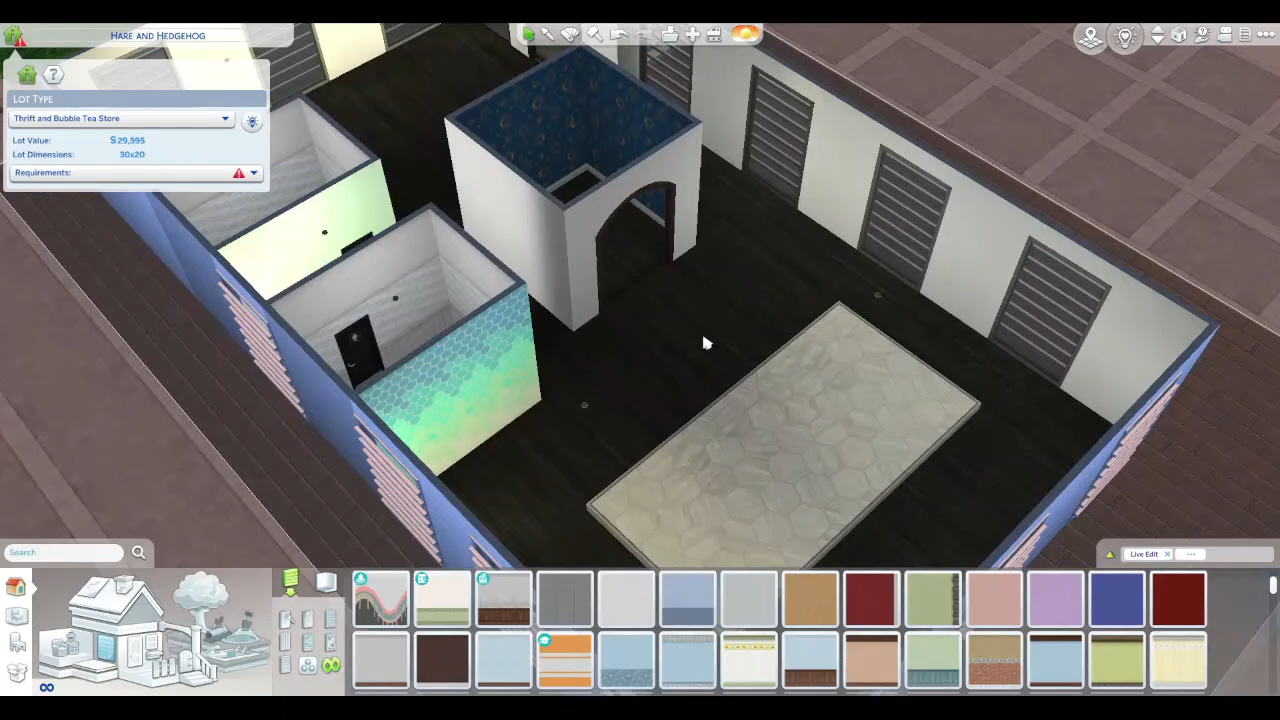 HARE AND HEDGEHOG
LOT TYPE
Thrift and Bubble Tea Store
Lot Value: $29,595
Lot Dimensions: 30x20
Requirements:
Search
Live Edit